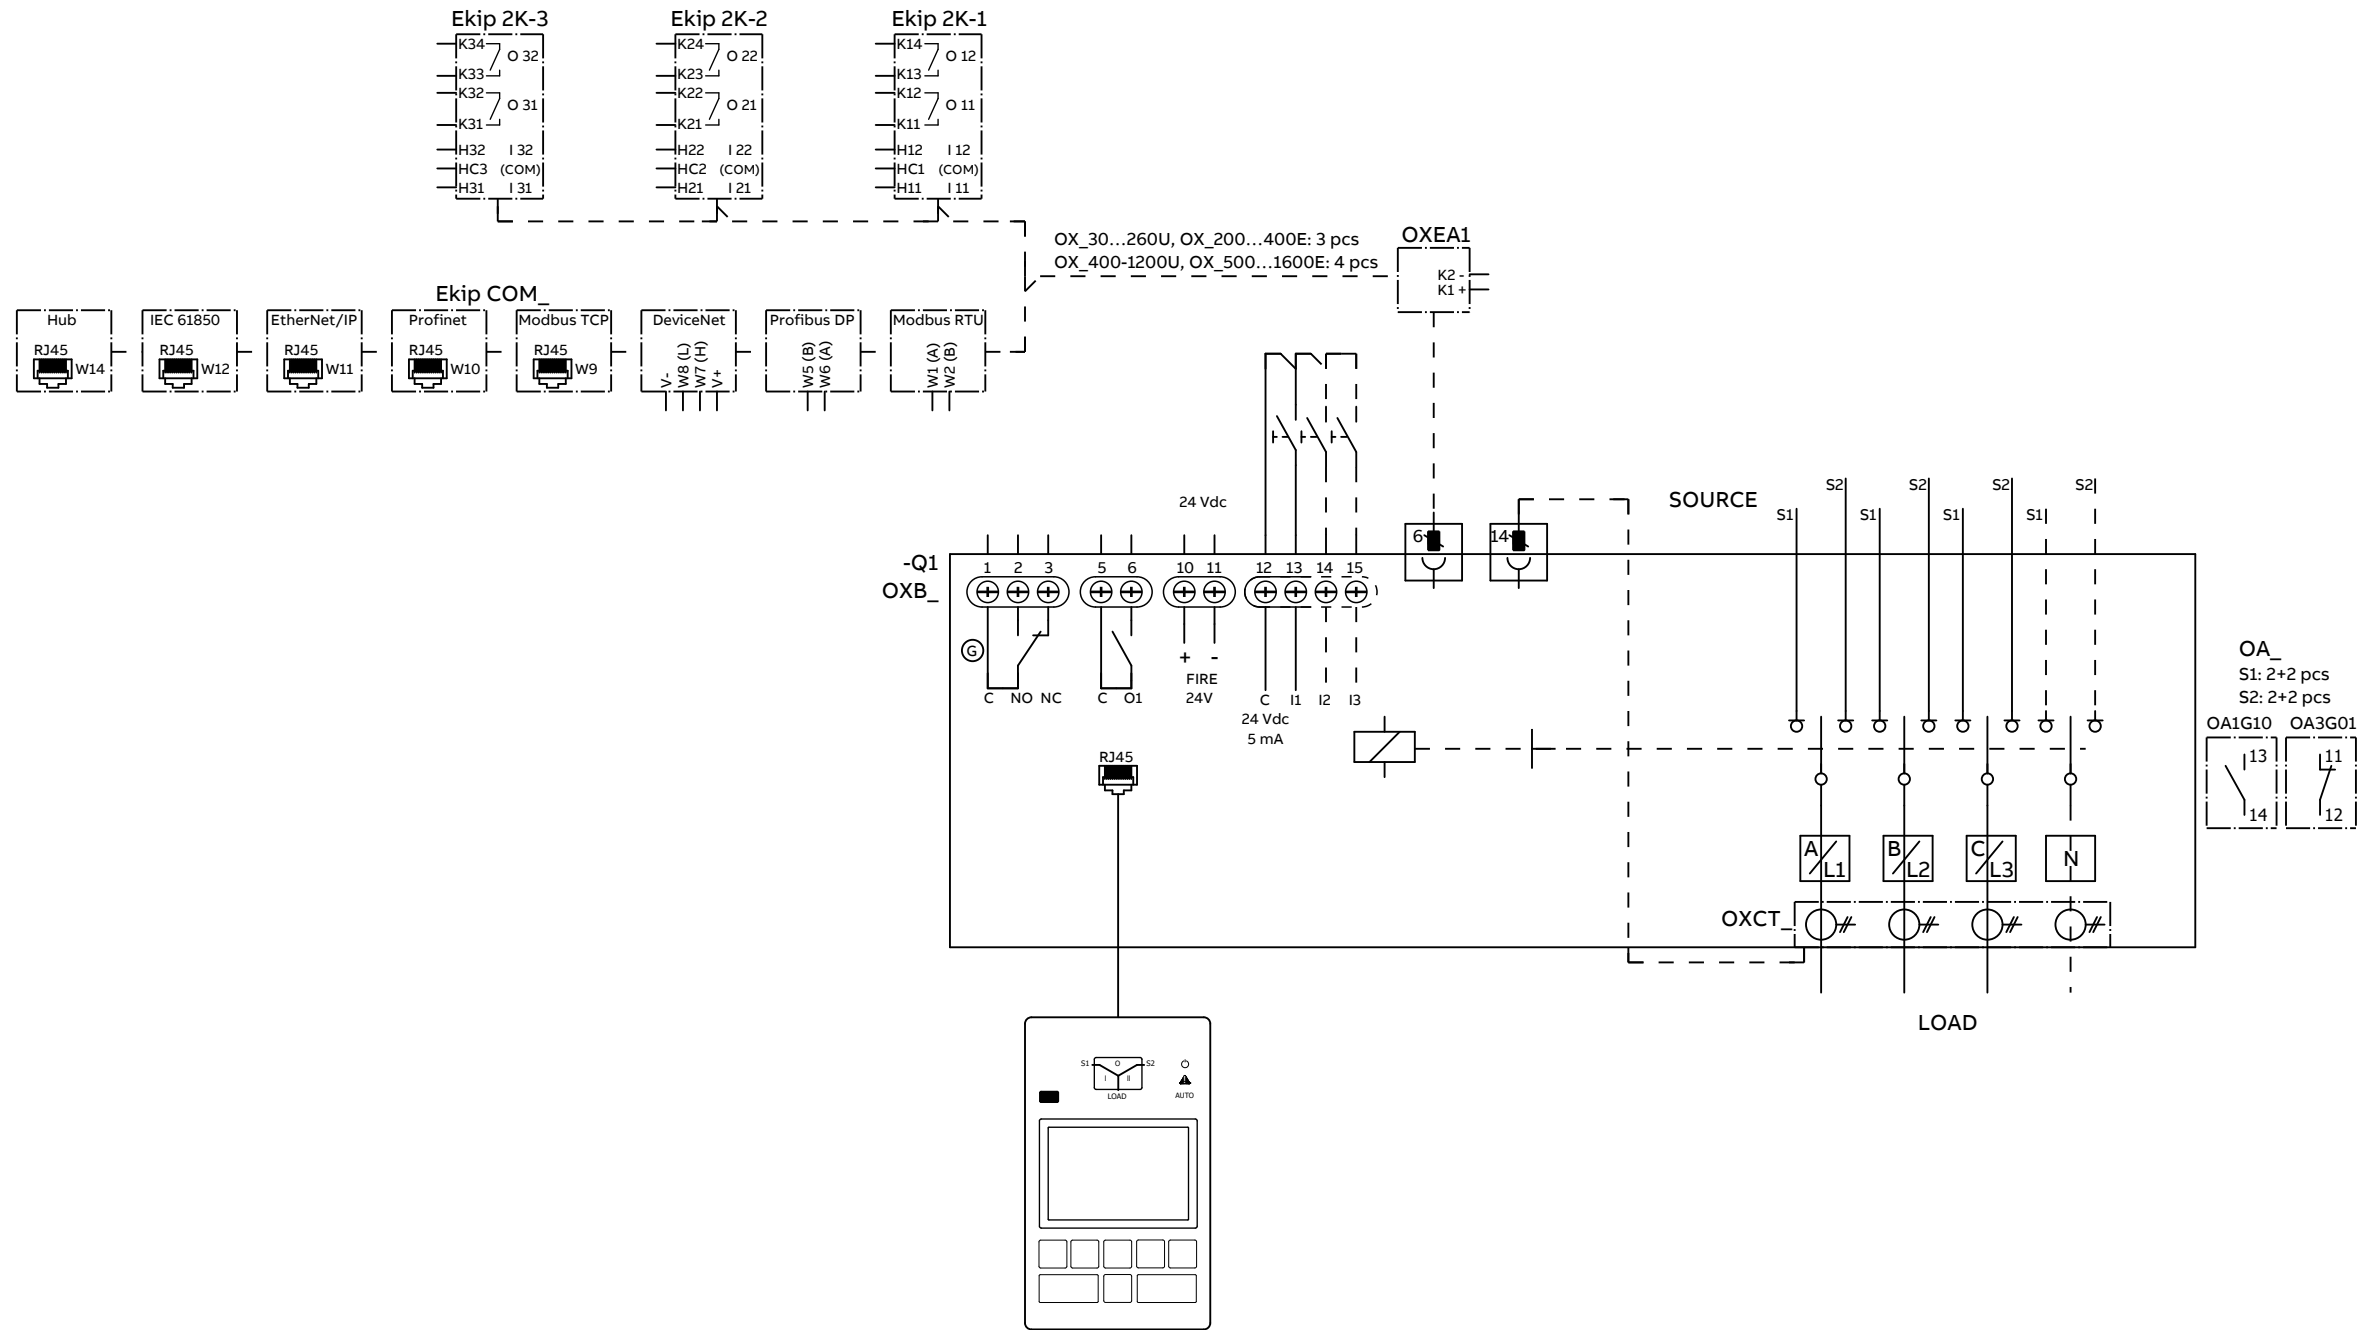 Ekip 2K-3
K34
O 32
K33
K32
O 31
K31
H32 I 32
HC3 (COM)
H31 I 31
Ekip 2K-2
K24
O 22
K23
K22
O 21
K21
H22 I 22
HC2 (COM)
H21 I 21
Ekip 2K-1
K14
O 12
K13
K12
O 11
K11
H12 I 12
HC1 (COM)
H11 I 11
OX_30...260U, OX_200...400E: 3 pcs
OX_400-1200U, OX_500...1600E: 4 pcs
OXEA1
K2 -
K1 +
Ekip COM_
Hub
RJ45
W14
IEC 61850
RJ45
W12
EtherNet/IP
RJ45
W11
Profinet
RJ45
W10
Modbus TCP
RJ45
W9
DeviceNet
V-
W8 (L)
W7 (H)
V+
Profibus DP
W5 (B)
W6 (A)
Modbus RTU
W1 (A)
W2 (B)
24 Vdc
-Q1
OXB_
1 2 3 5 6 10 11 12 13 14 15
6
14
G
C NO NC
C O1
+ -
FIRE
24V
C I1 I2 I3
24 Vdc
5 mA
RJ45
SOURCE
S1 S2 S1 S2 S1 S2 S1 S2
OA_
S1: 2+2 pcs
S2: 2+2 pcs
OA1G10 OA3G01
13
14
11
12
A L1
B L2
C L3
N
OXCT_
LOAD
S1 O S2
I II
LOAD
AUTO